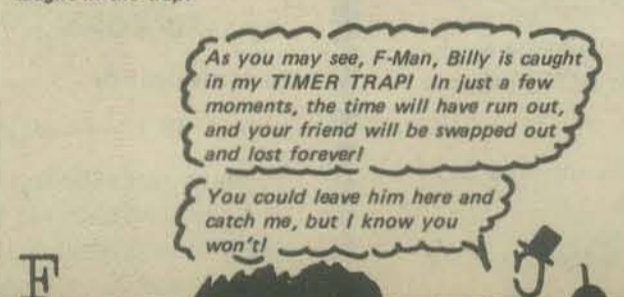 As you may see, F-Man, Billy is caught
in my TIMER TRAP! In just a few
moments, the time will have run out,
and your friend will be swapped out
and lost forever!
You could leave him here and
catch me, but I know you
won't!
F